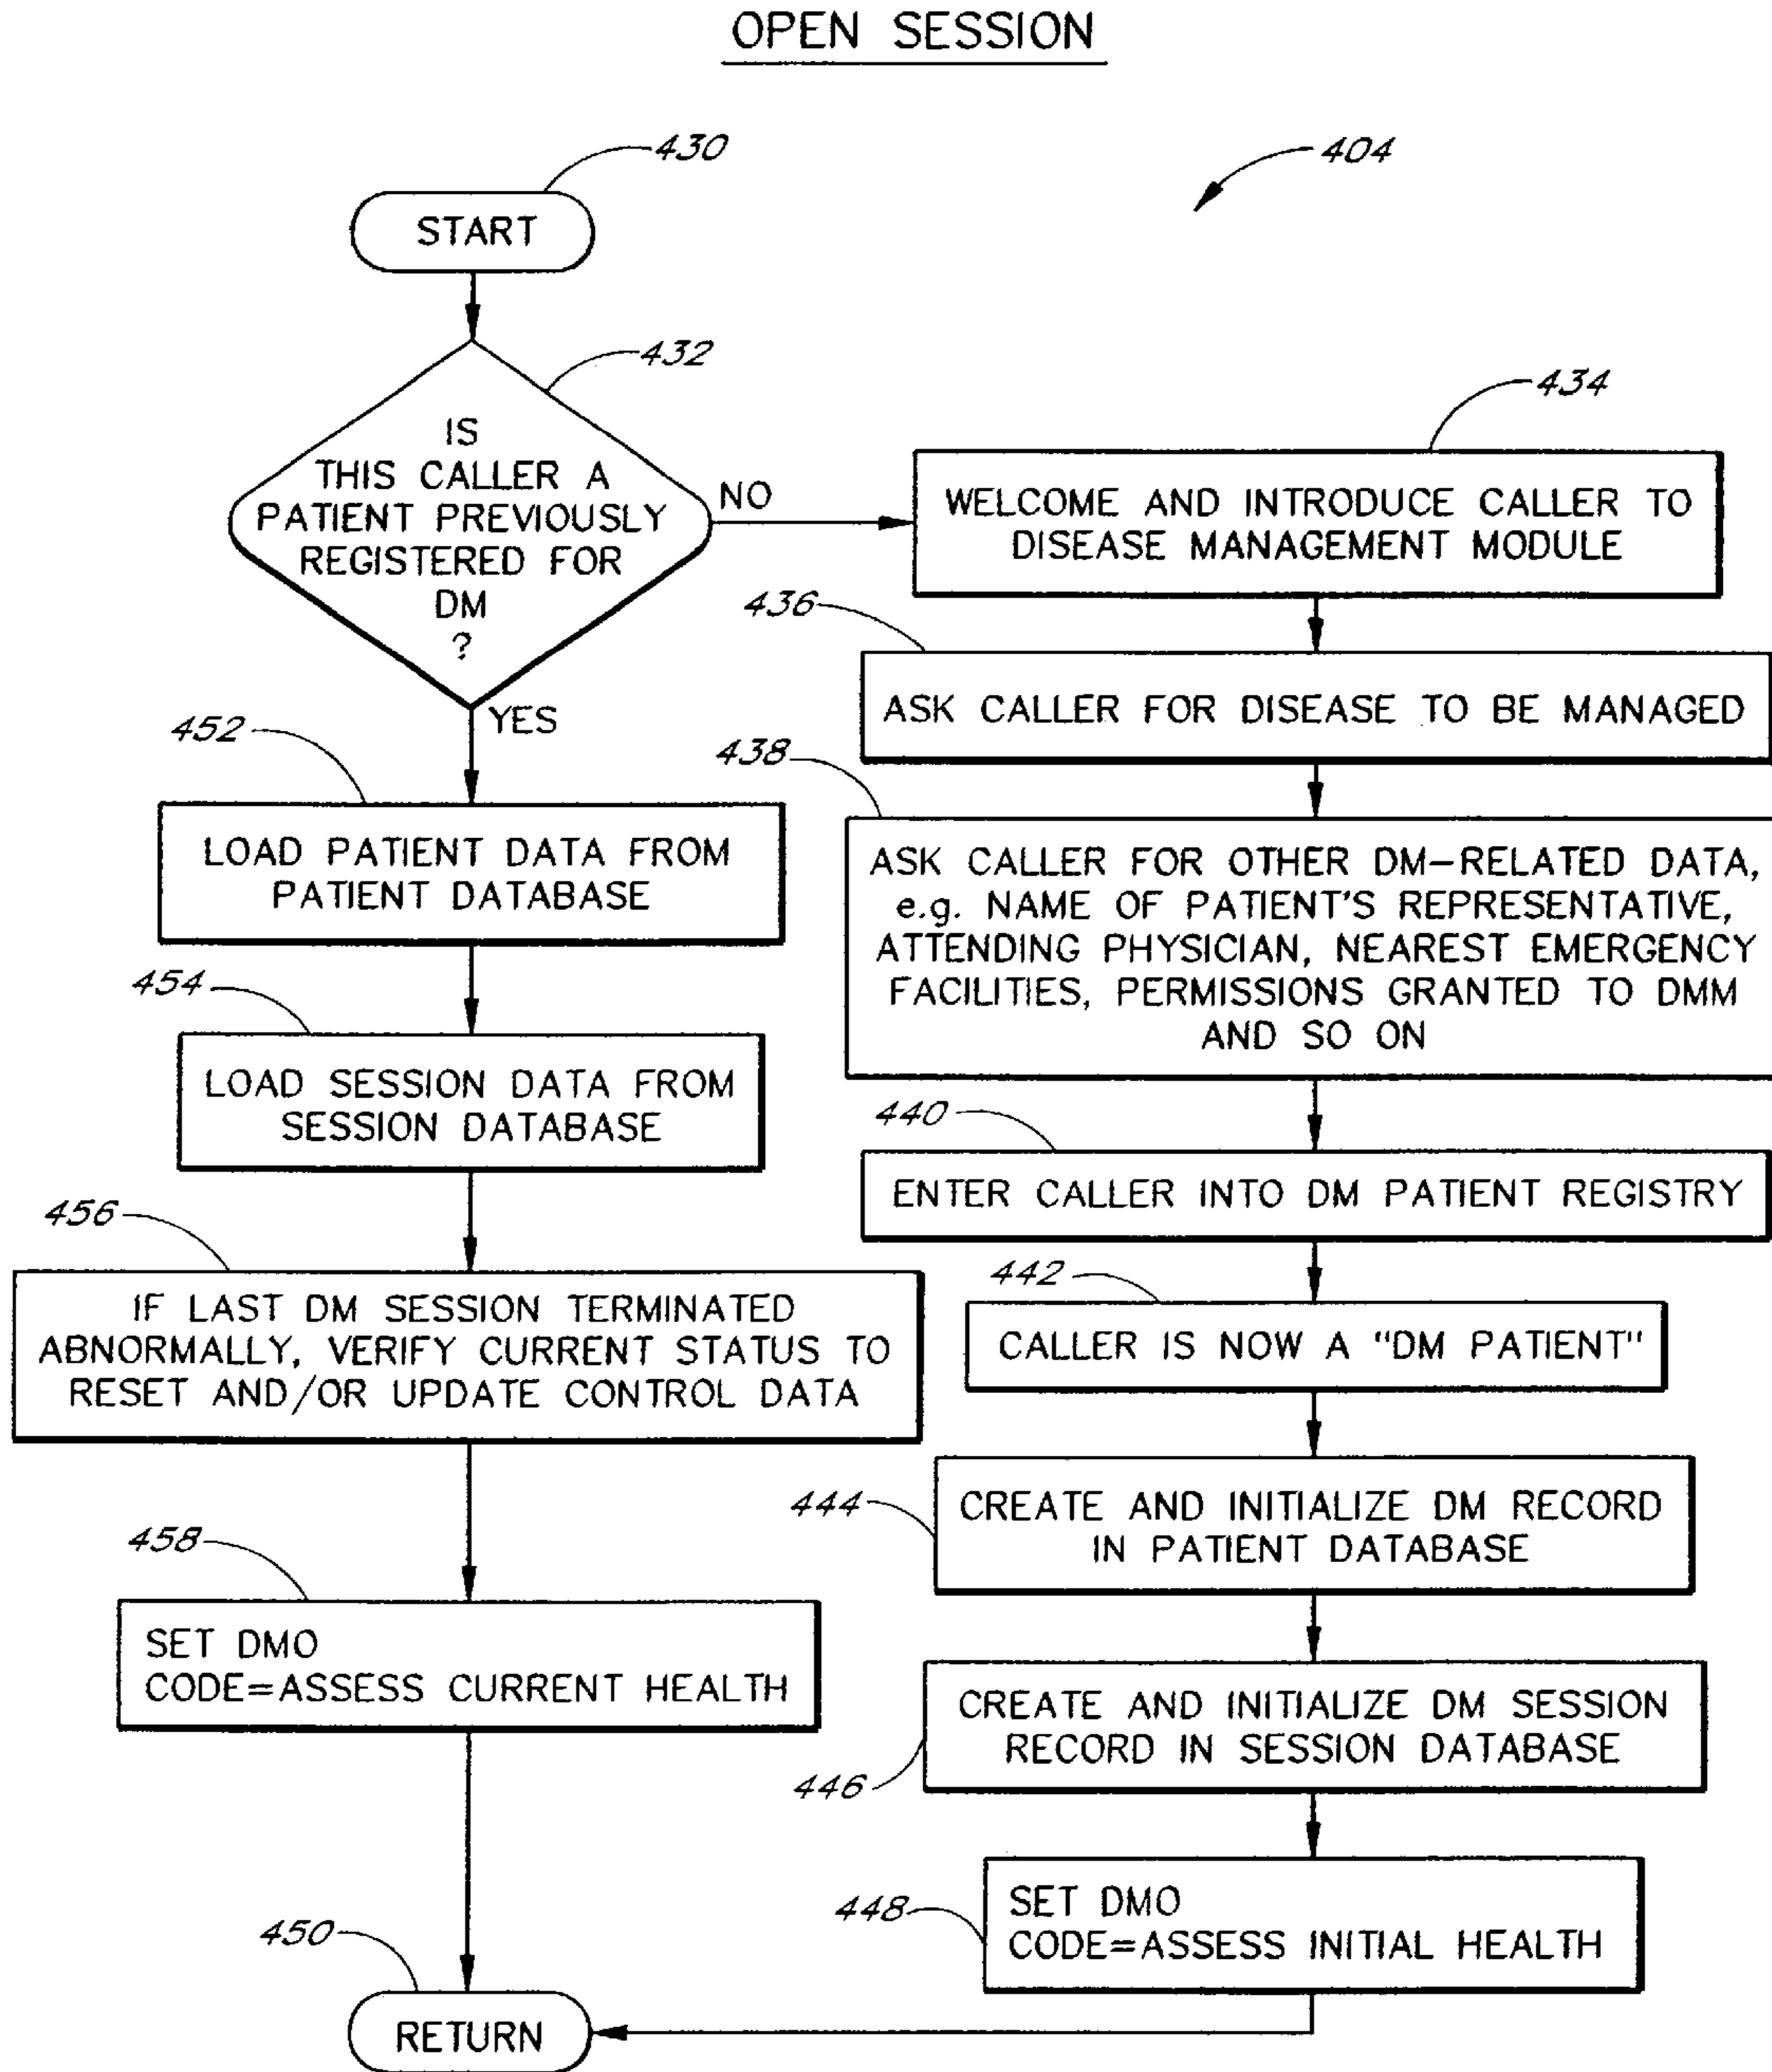 OPEN SESSION
430
404
START
432
IS
THIS CALLER A
PATIENT PREVIOUSLY
REGISTERED FOR
DM
?
NO
YES
434
WELCOME AND INTRODUCE CALLER TO
DISEASE MANAGEMENT MODULE
436
ASK CALLER FOR DISEASE TO BE MANAGED
438
ASK CALLER FOR OTHER DM-RELATED DATA,
e.g. NAME OF PATIENT'S REPRESENTATIVE,
ATTENDING PHYSICIAN, NEAREST EMERGENCY
FACILITIES, PERMISSIONS GRANTED TO DMM
AND SO ON
440
ENTER CALLER INTO DM PATIENT REGISTRY
442
CALLER IS NOW A "DM PATIENT"
444
CREATE AND INITIALIZE DM RECORD
IN PATIENT DATABASE
446
CREATE AND INITIALIZE DM SESSION
RECORD IN SESSION DATABASE
448
SET DMO
CODE=ASSESS INITIAL HEALTH
452
LOAD PATIENT DATA FROM
PATIENT DATABASE
454
LOAD SESSION DATA FROM
SESSION DATABASE
456
IF LAST DM SESSION TERMINATED
ABNORMALLY, VERIFY CURRENT STATUS TO
RESET AND/OR UPDATE CONTROL DATA
458
SET DMO
CODE=ASSESS CURRENT HEALTH
450
RETURN